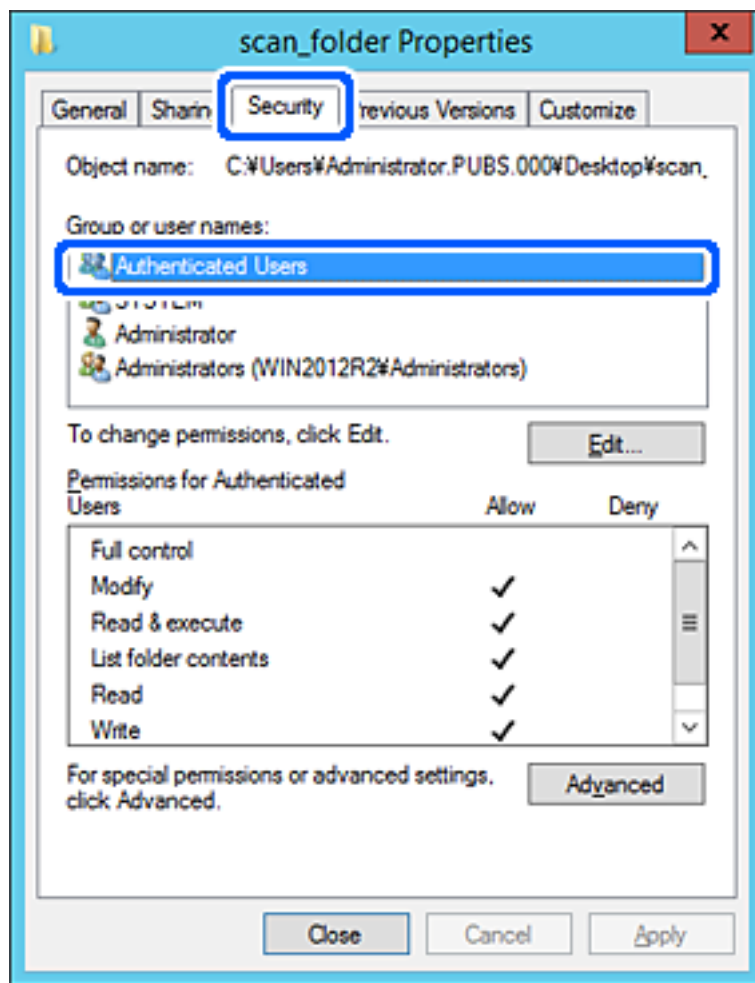 scan_folder Properties
General Sharin Security revious Versions Customize
Object name: C:¥Users¥Administrator.PUBS.000¥Desktop¥scan_
Group or user names:
Authenticated Users
SYSTEM
Administrator
Administrators (WIN2012R2¥Administrators)
To change permissions, click Edit.
Edit...
Permissions for Authenticated
Users Allow Deny
Full control
Modify
Read & execute
List folder contents
Read
Write
For special permissions or advanced settings,
click Advanced.
Advanced
Close Cancel Apply